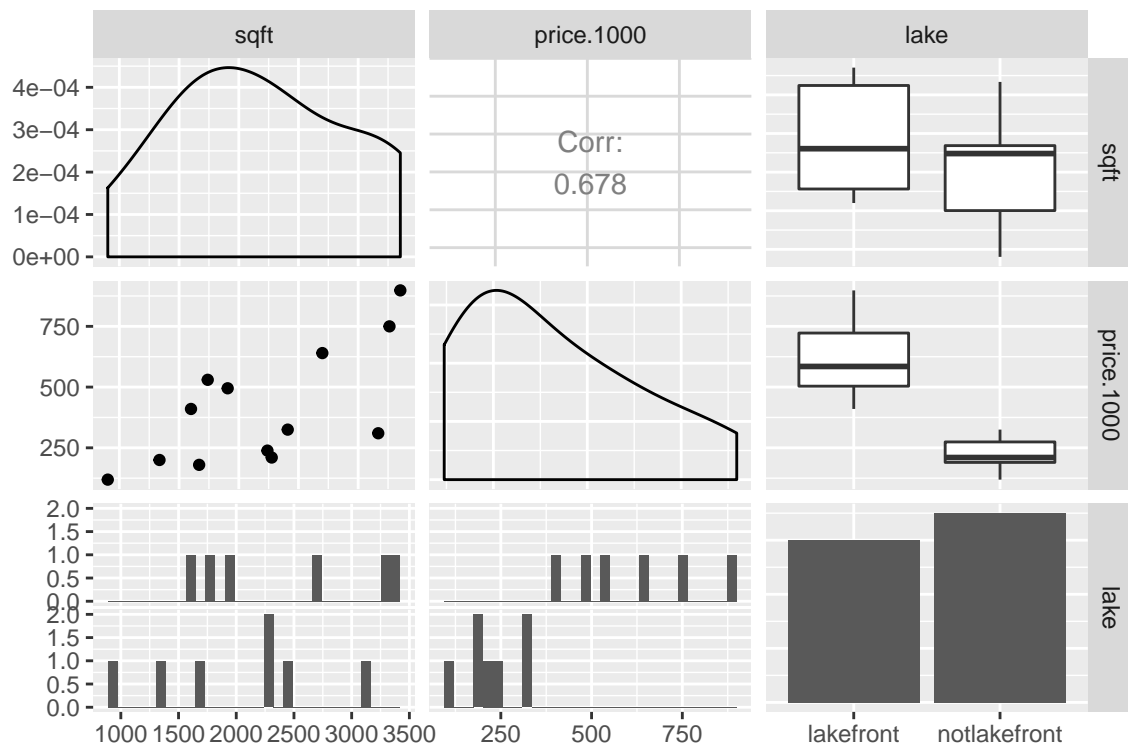 sqft price.1000 lake
4e−04
3e−04
2e−04
1e−04
0e+00
Corr:
0.678
sqft
750
500
250
price.1000
2.0
1.5
1.0
0.5
0.0
2.0
1.5
1.0
0.5
0.0
lake
1000 1500 2000 2500 3000 3500 250 500 750 lakefront notlakefront